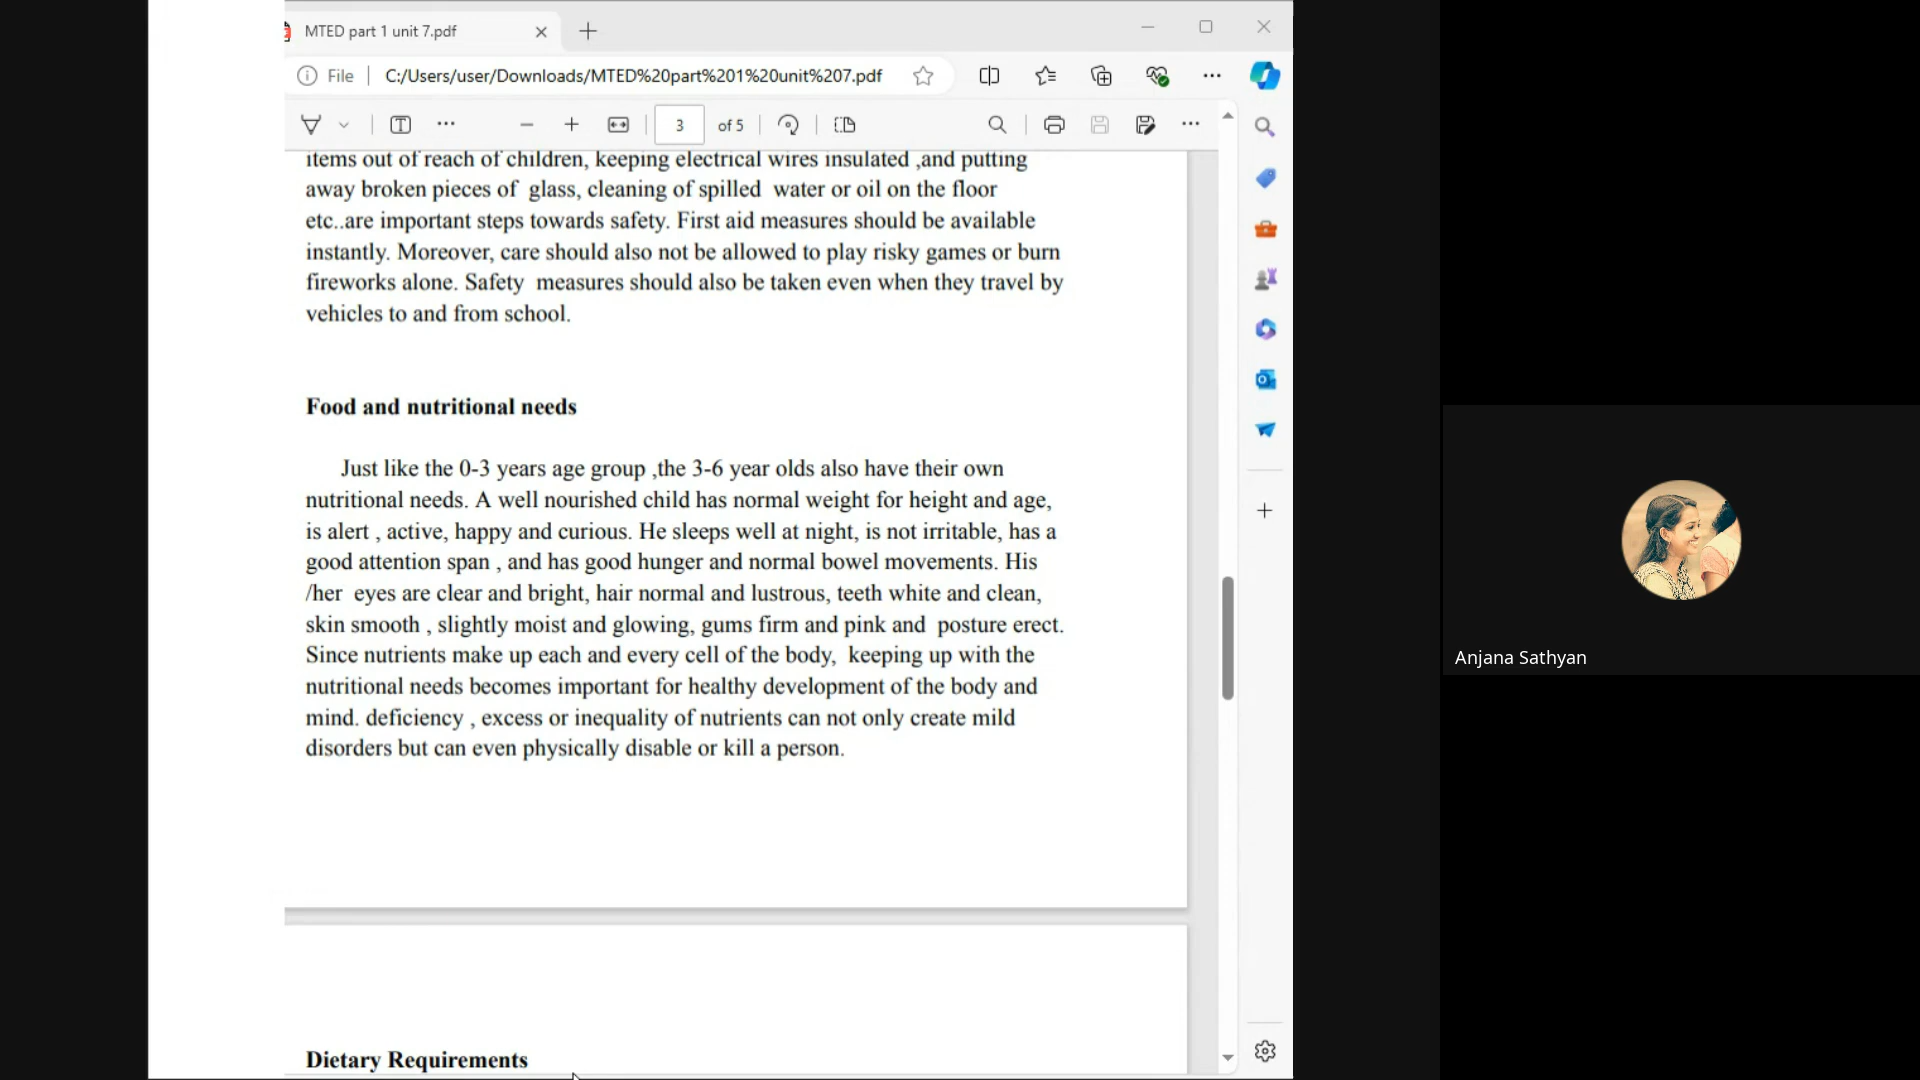 MTED part 1 unit 7.pdf
File
C:/Users/user/Downloads/MTED%20part%201%20unit%207.pdf
3 of 5
items out of reach of children, keeping electrical wires insulated ,and putting
away broken pieces of glass, cleaning of spilled water or oil on the floor
etc..are important steps towards safety. First aid measures should be available
instantly. Moreover, care should also not be allowed to play risky games or burn
fireworks alone. Safety measures should also be taken even when they travel by
vehicles to and from school.
Food and nutritional needs
Just like the 0-3 years age group ,the 3-6 year olds also have their own
nutritional needs. A well nourished child has normal weight for height and age,
is alert , active, happy and curious. He sleeps well at night, is not irritable, has a
good attention span , and has good hunger and normal bowel movements. His
/her eyes are clear and bright, hair normal and lustrous, teeth white and clean,
skin smooth , slightly moist and glowing, gums firm and pink and posture erect.
Since nutrients make up each and every cell of the body, keeping up with the
nutritional needs becomes important for healthy development of the body and
mind. deficiency , excess or inequality of nutrients can not only create mild
disorders but can even physically disable or kill a person.
Dietary Requirements
Anjana Sathyan